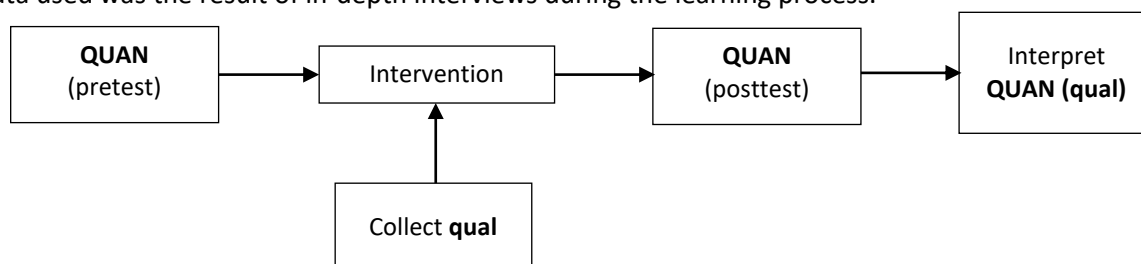 data used was the result of in-depth interviews during the learning process.
QUAN
(pretest)
Intervention
QUAN
(posttest)
Interpret
QUAN (qual)
Collect qual